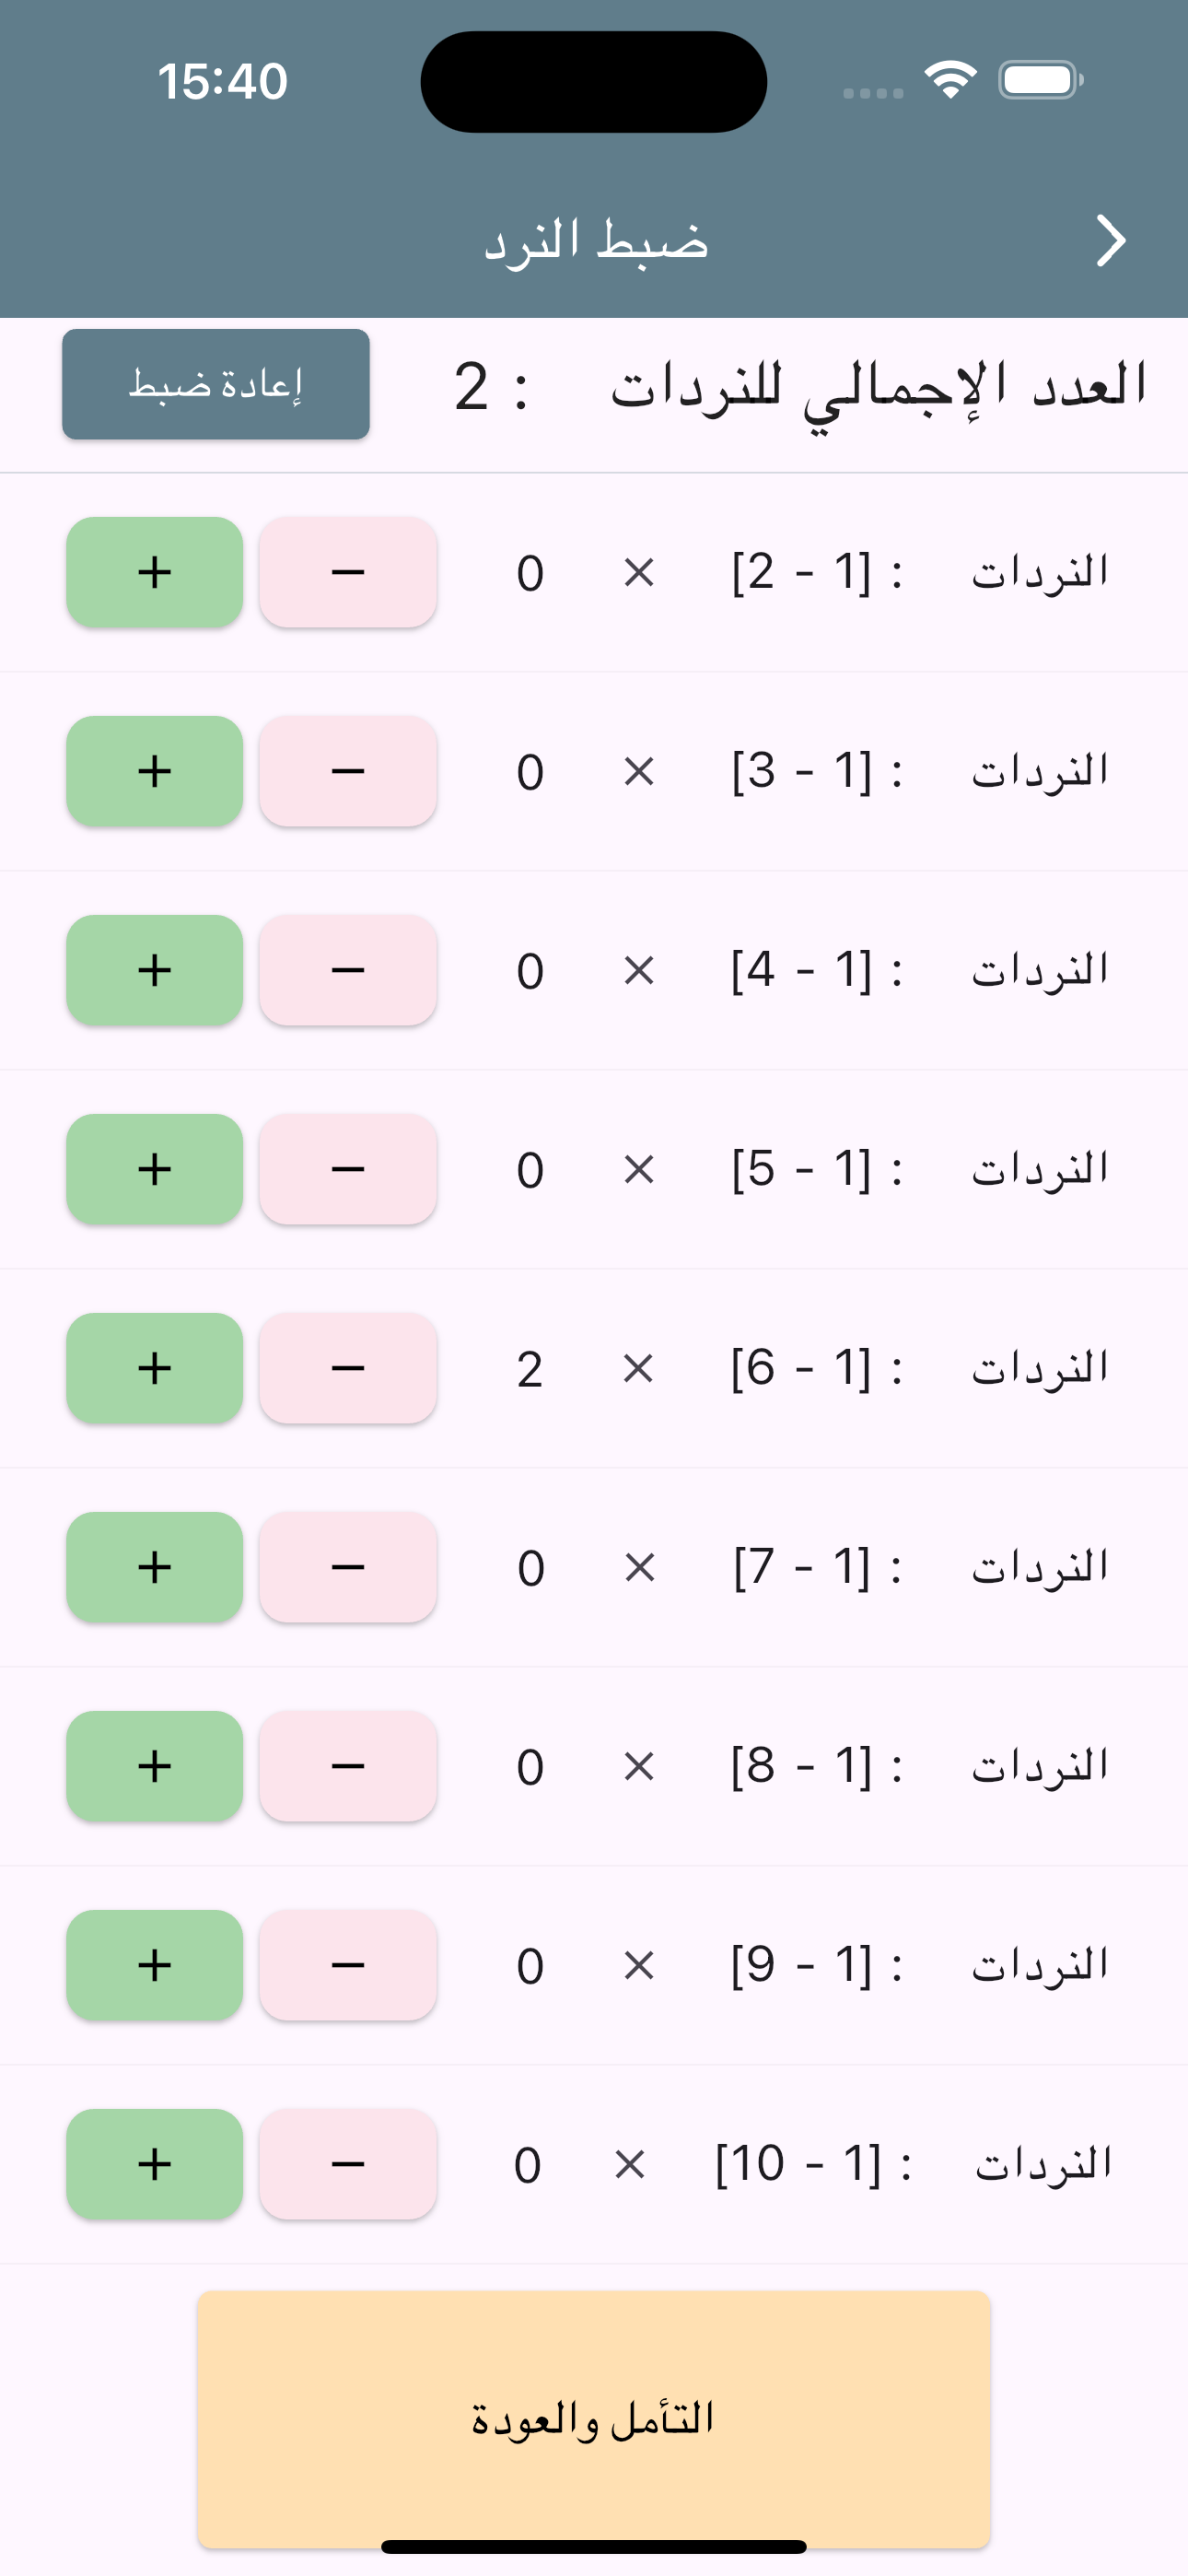 15:40
ضبط النرد
العدد الإجمالي للنردات : 2 إعادة ضبط
النردات : [1 - 2] × 0 − +
النردات : [1 - 3] × 0 − +
النردات : [1 - 4] × 0 − +
النردات : [1 - 5] × 0 − +
النردات : [1 - 6] × 2 − +
النردات : [1 - 7] × 0 − +
النردات : [1 - 8] × 0 − +
النردات : [1 - 9] × 0 − +
النردات : [1 - 10] × 0 − +
التأمل والعودة